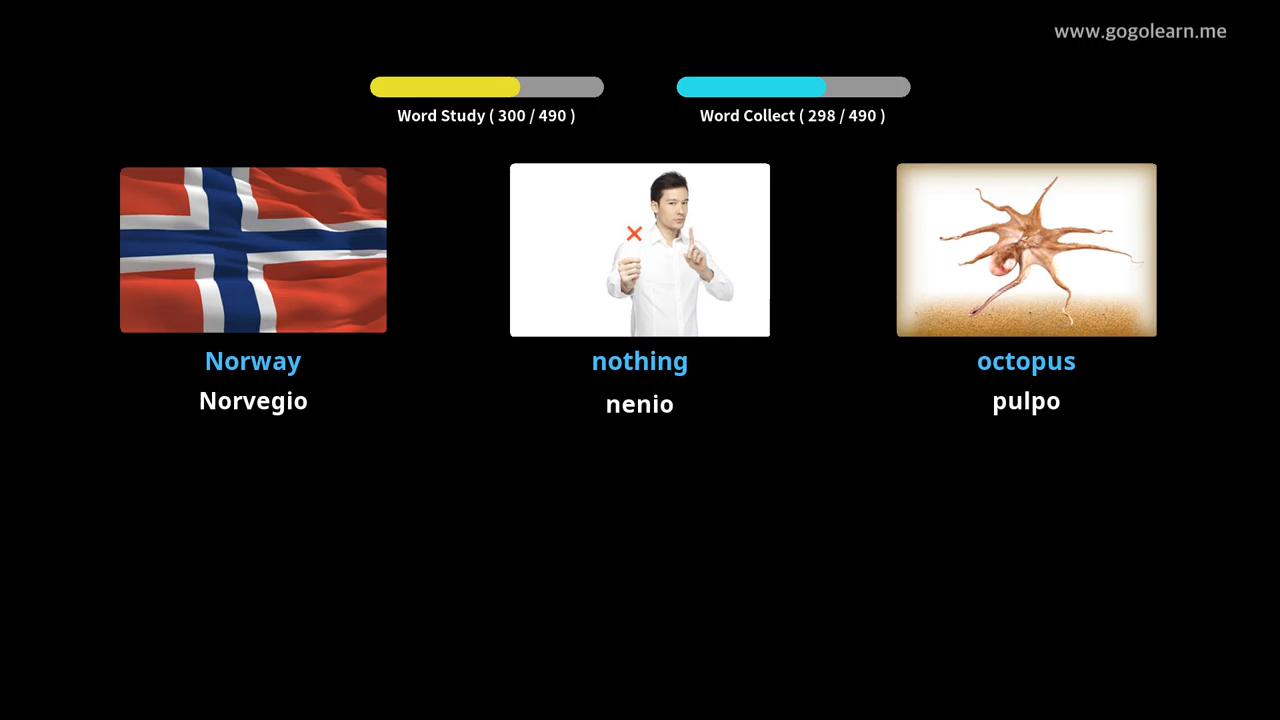 www.gogolearn.me
Word Study ( 300 / 490 )
Word Collect ( 298 / 490 )
Norway
Norvegio
nothing
nenio
octopus
pulpo